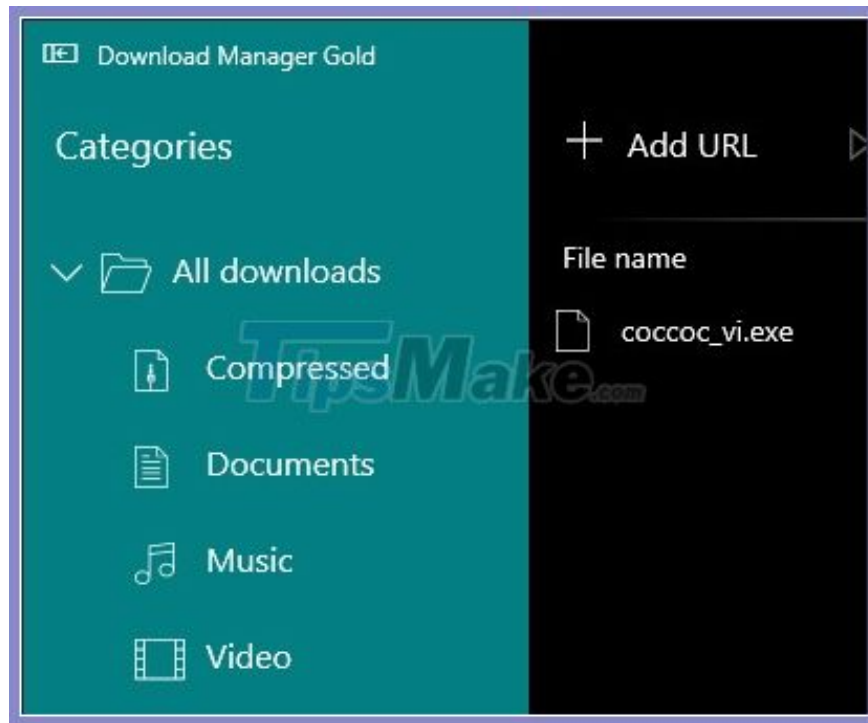 Download Manager Gold
Categories
All downloads
Compressed
Documents
Music
Video
Add URL
File name
coccoc_vi.exe
TipsMake.com